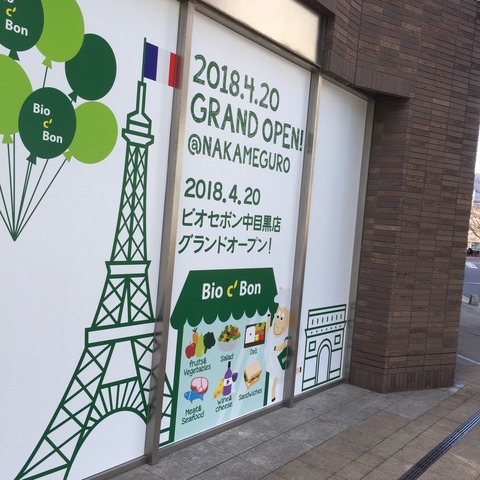 Bio c' Bon
Bio
c' Bon
2018.4.20
GRAND OPEN!
@NAKAMEGURO
2018.4.20
ビオセボン中目黒店
グランドオープン!
Bio c' Bon
fruits&
Vegetables
Salad
Deli
Meat&
Seafood
wine&
cheese
Sandwiches